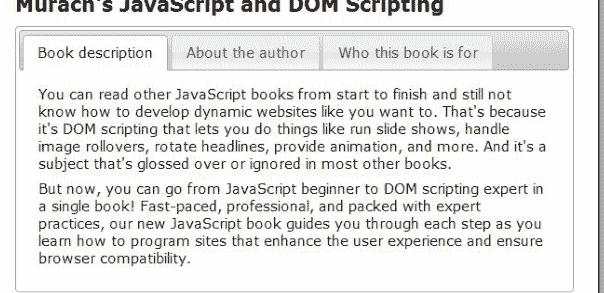 Murach's JavaScript and DOM Scripting
Book description
About the author
Who this book is for
You can read other JavaScript books from start to finish and still not
know how to develop dynamic websites like you want to. That's because
it's DOM scripting that lets you do things like run slide shows, handle
image rollovers, rotate headlines, provide animation, and more. And it's a
subject that's glossed over or ignored in most other books.
But now, you can go from JavaScript beginner to DOM scripting expert in
a single book! Fast-paced, professional, and packed with expert
practices, our new JavaScript book guides you through each step as you
learn how to program sites that enhance the user experience and ensure
browser compatibility.